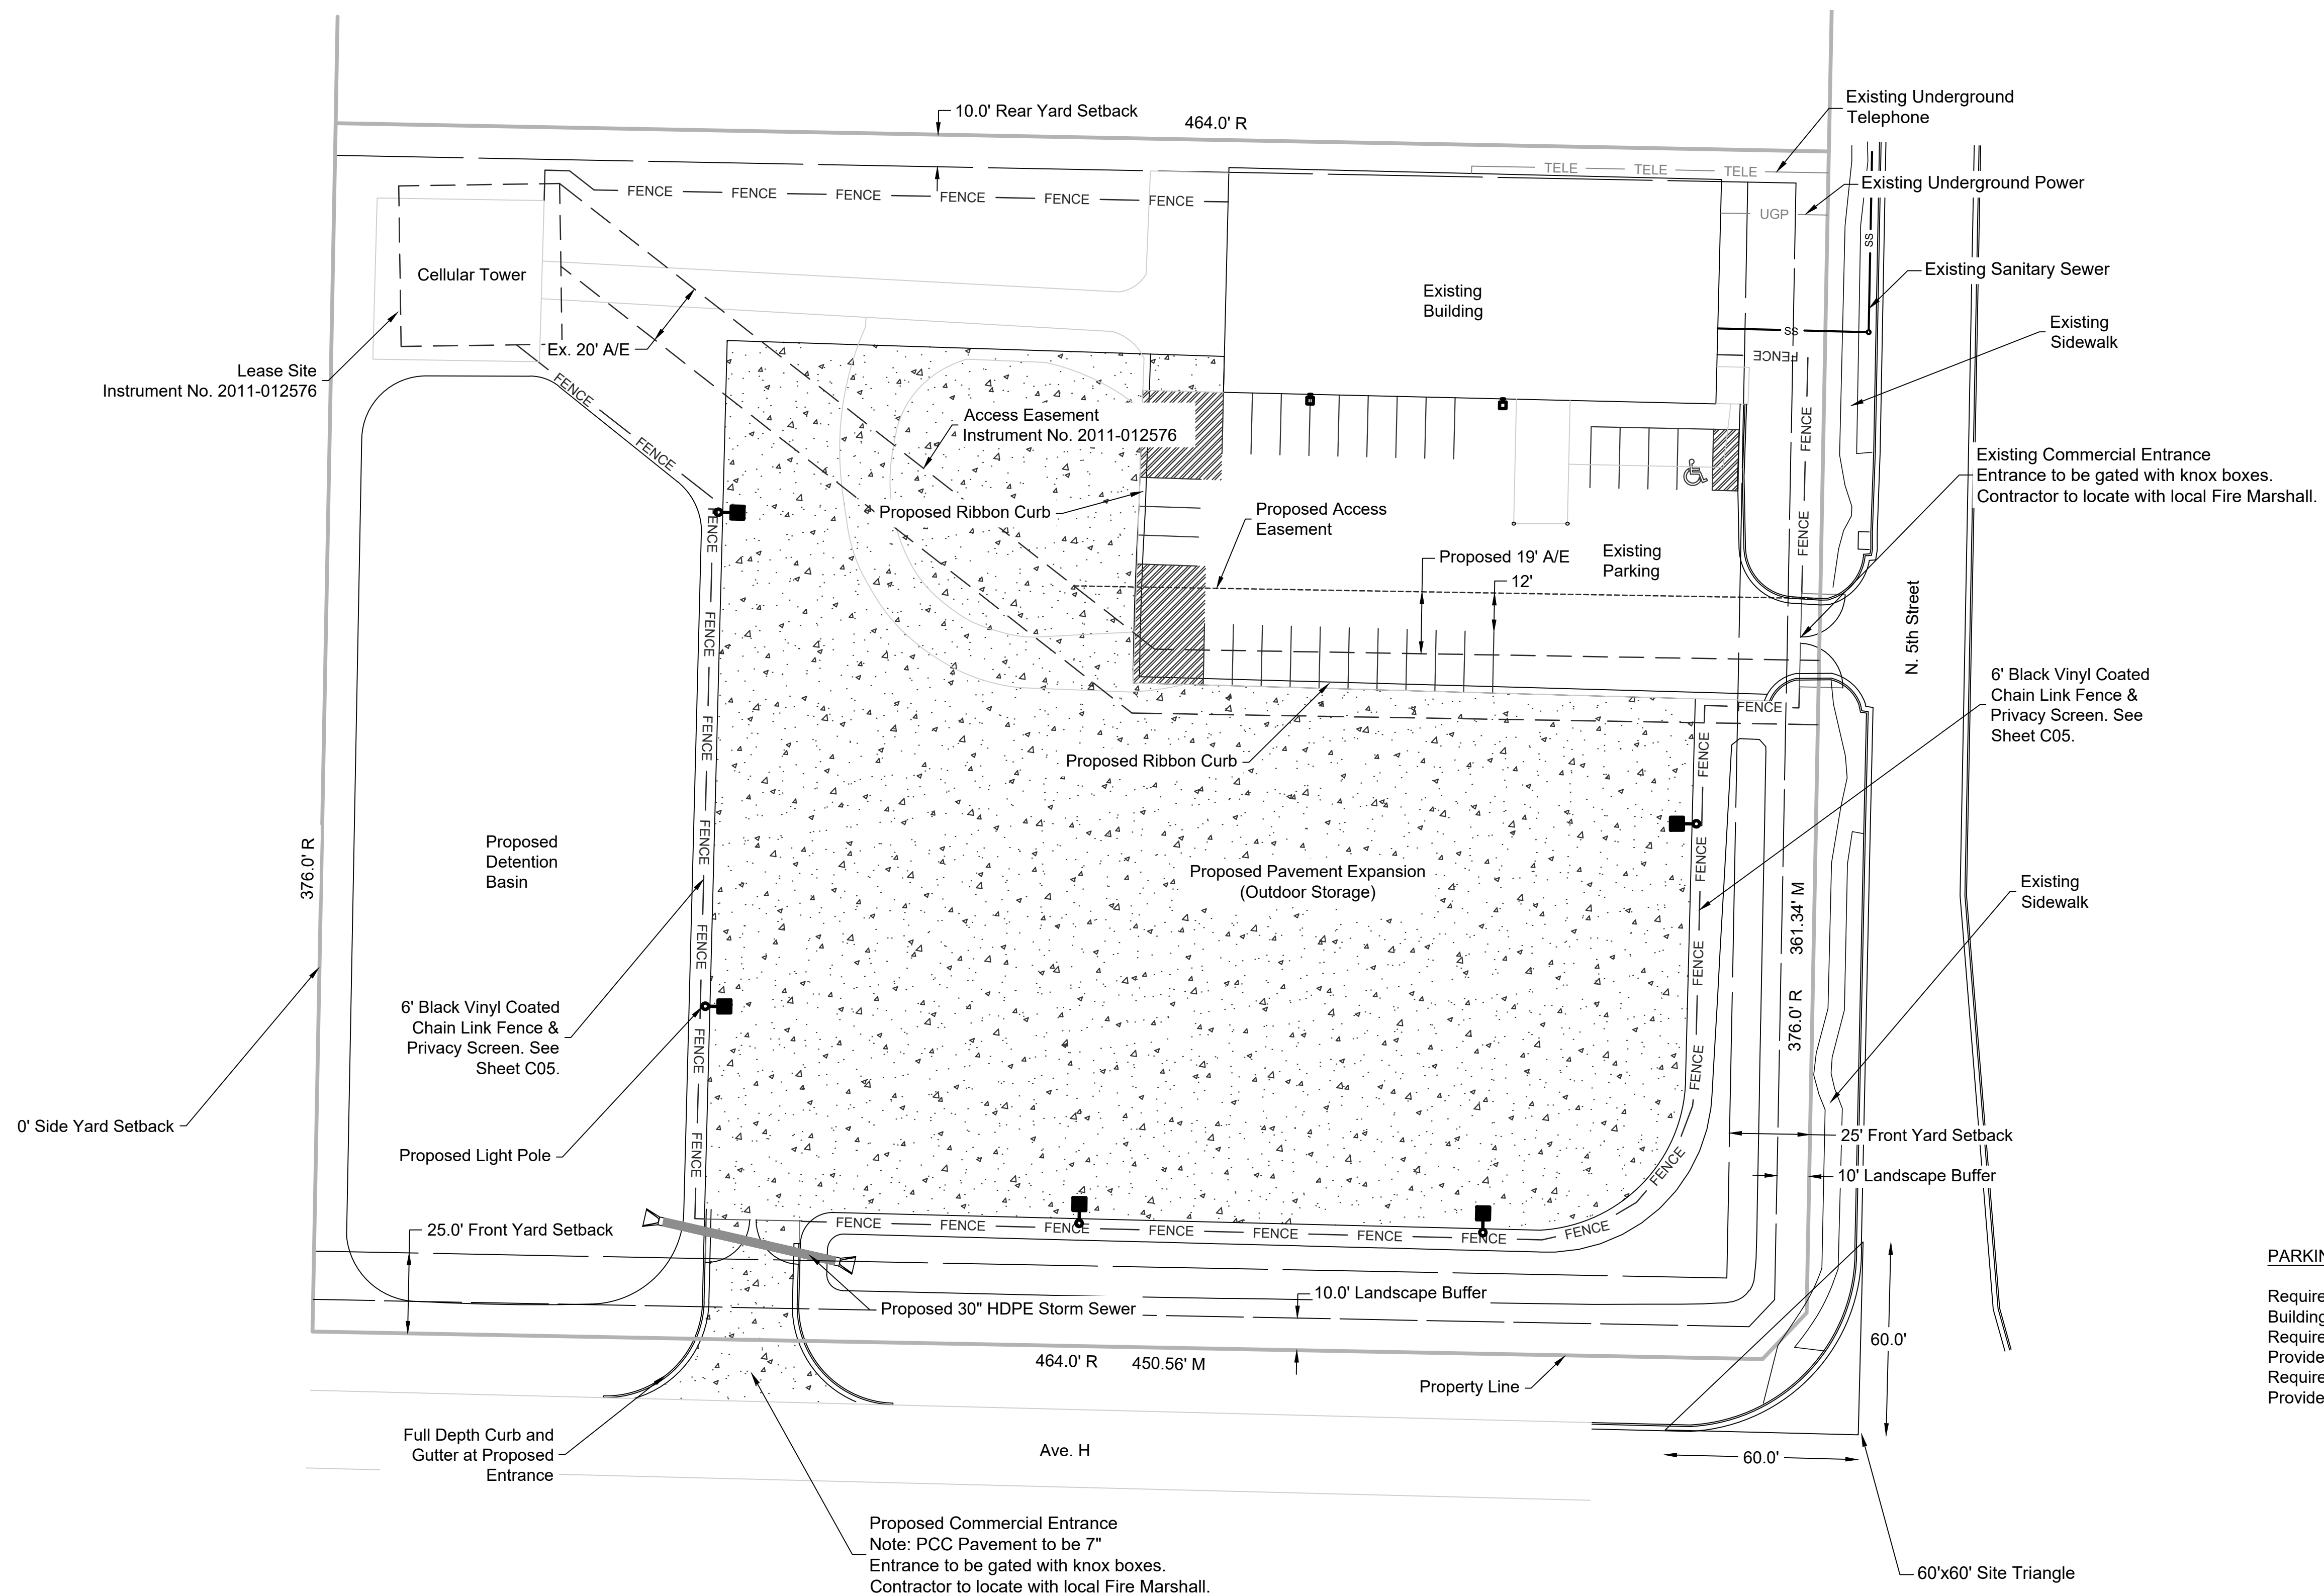 10.0' Rear Yard Setback
464.0' R
Existing Underground
Telephone
TELE TELE TELE
Existing Underground Power
FENCE FENCE FENCE FENCE FENCE FENCE
UGP
SS
Existing Sanitary Sewer
Cellular Tower
Existing
Building
Existing
Sidewalk
SS
Ex. 20' A/E
FENCE
Lease Site
Instrument No. 2011-012576
FENCE
FENCE
FENCE
Access Easement
Instrument No. 2011-012576
Existing Commercial Entrance
Entrance to be gated with knox boxes.
Contractor to locate with local Fire Marshall.
Proposed Ribbon Curb
Proposed Access
Easement
FENCE
FENCE
Proposed 19' A/E
Existing
Parking
12'
N. 5th Street
FENCE
6' Black Vinyl Coated
Chain Link Fence &
Privacy Screen. See
Sheet C05.
FENCE
FENCE
FENCE
Proposed Ribbon Curb
376.0' R
Proposed
Detention
Basin
FENCE
FENCE
Proposed Pavement Expansion
(Outdoor Storage)
Existing
Sidewalk
361.34' M
376.0' R
FENCE
FENCE
6' Black Vinyl Coated
Chain Link Fence &
Privacy Screen. See
Sheet C05.
FENCE
FENCE
0' Side Yard Setback
Proposed Light Pole
FENCE
25' Front Yard Setback
10' Landscape Buffer
FENCE
25.0' Front Yard Setback
FENCE FENCE FENCE FENCE FENCE FENCE FENCE FENCE
PARKIN
Require
Building
Require
Provide
Require
Provide
10.0' Landscape Buffer
Proposed 30" HDPE Storm Sewer
60.0'
464.0' R 450.56' M
Property Line
Full Depth Curb and
Gutter at Proposed
Entrance
Ave. H
60.0'
Proposed Commercial Entrance
Note: PCC Pavement to be 7"
Entrance to be gated with knox boxes.
Contractor to locate with local Fire Marshall.
60'x60' Site Triangle